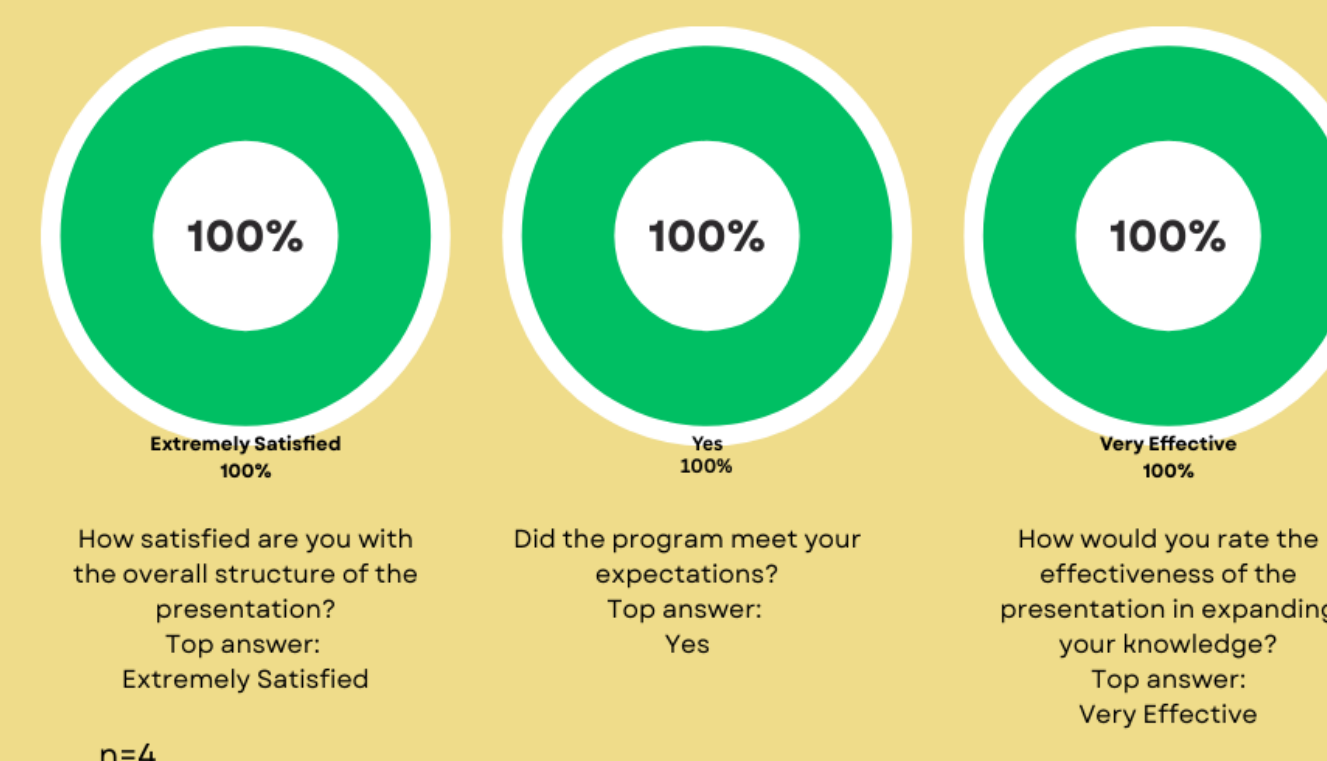 100%
Extremely Satisfied
100%
How satisfied are you with
the overall structure of the
presentation?
Top answer:
Extremely Satisfied
100%
Yes
100%
Did the program meet your
expectations?
Top answer:
Yes
100%
Very Effective
100%
How would you rate the
effectiveness of the
presentation in expanding
your knowledge?
Top answer:
Very Effective
n=4